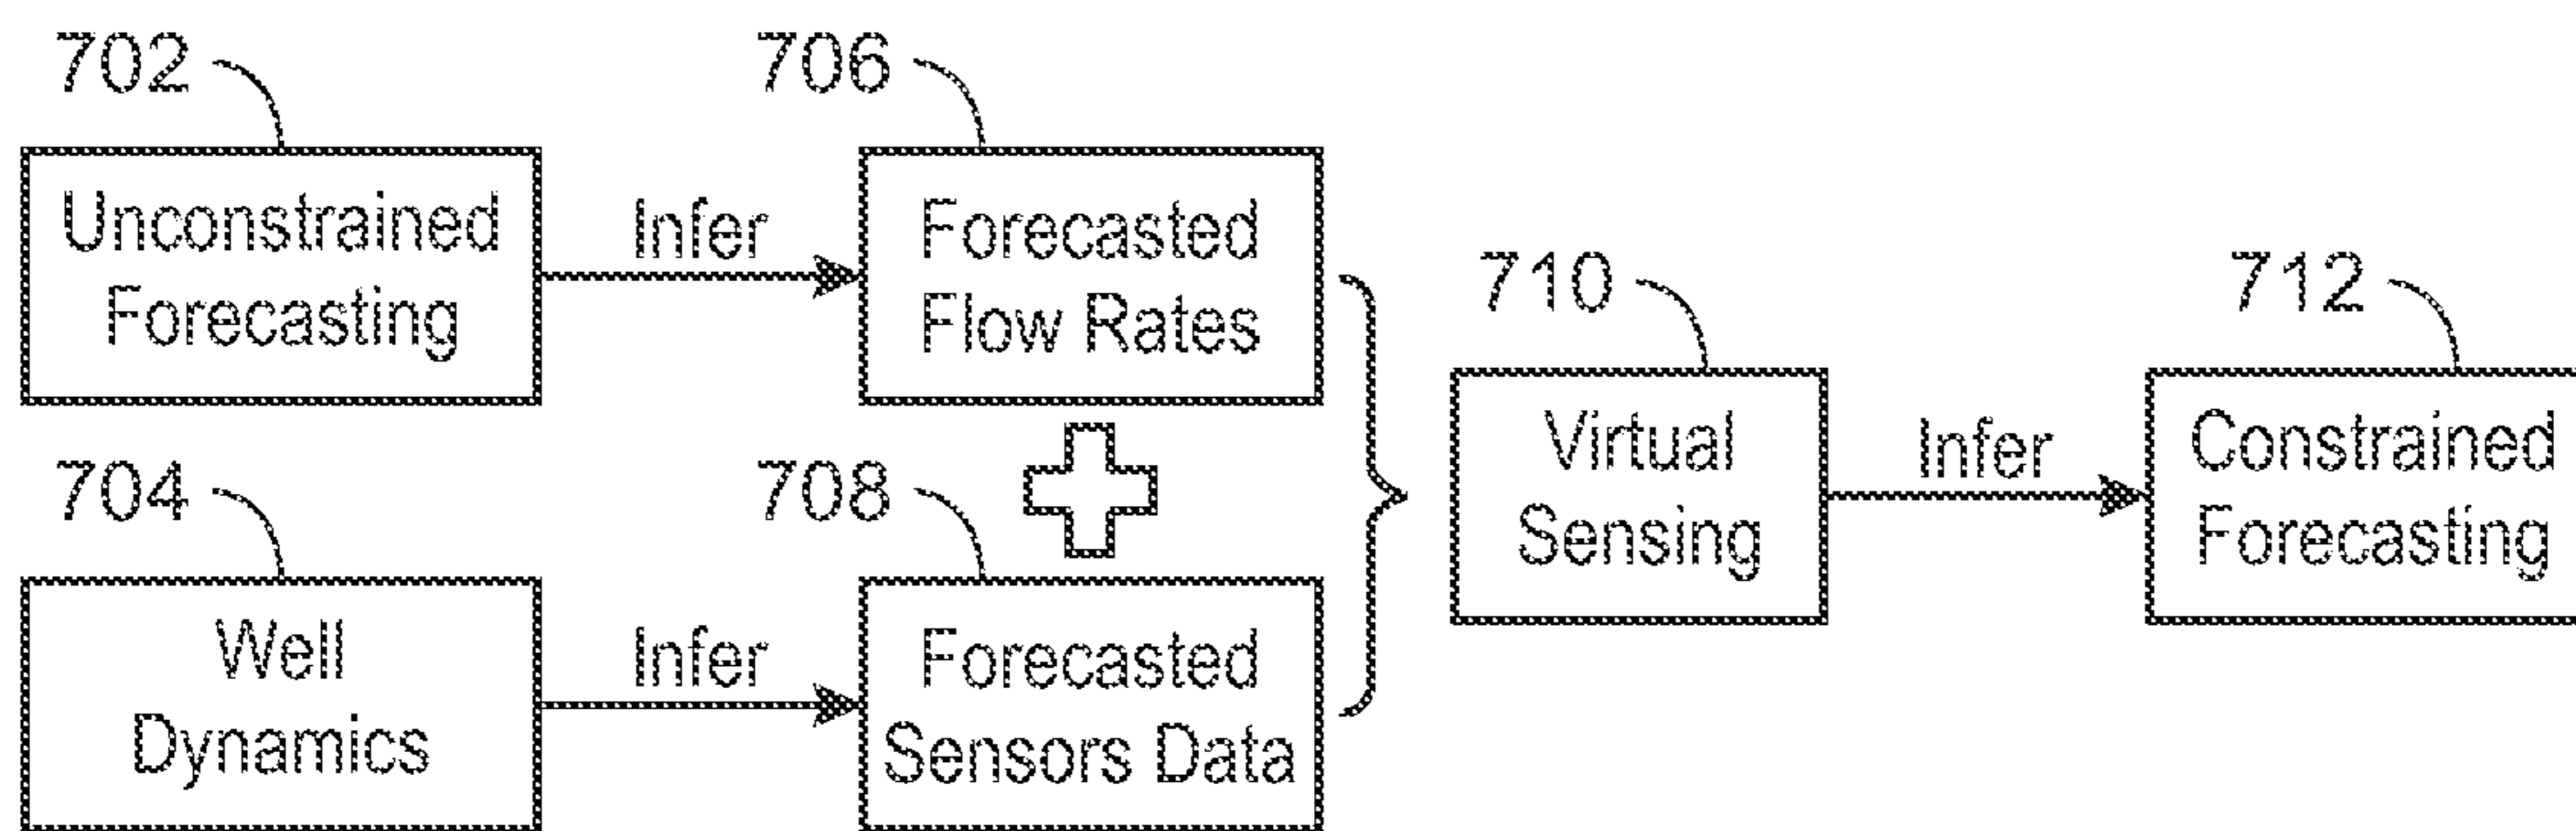 702
706
Unconstrained
Forecasting
Infer
Forecasted
Flow Rates
704
708
Well
Dynamics
Infer
Forecasted
Sensors Data
710
Virtual
Sensing
Infer
712
Constrained
Forecasting